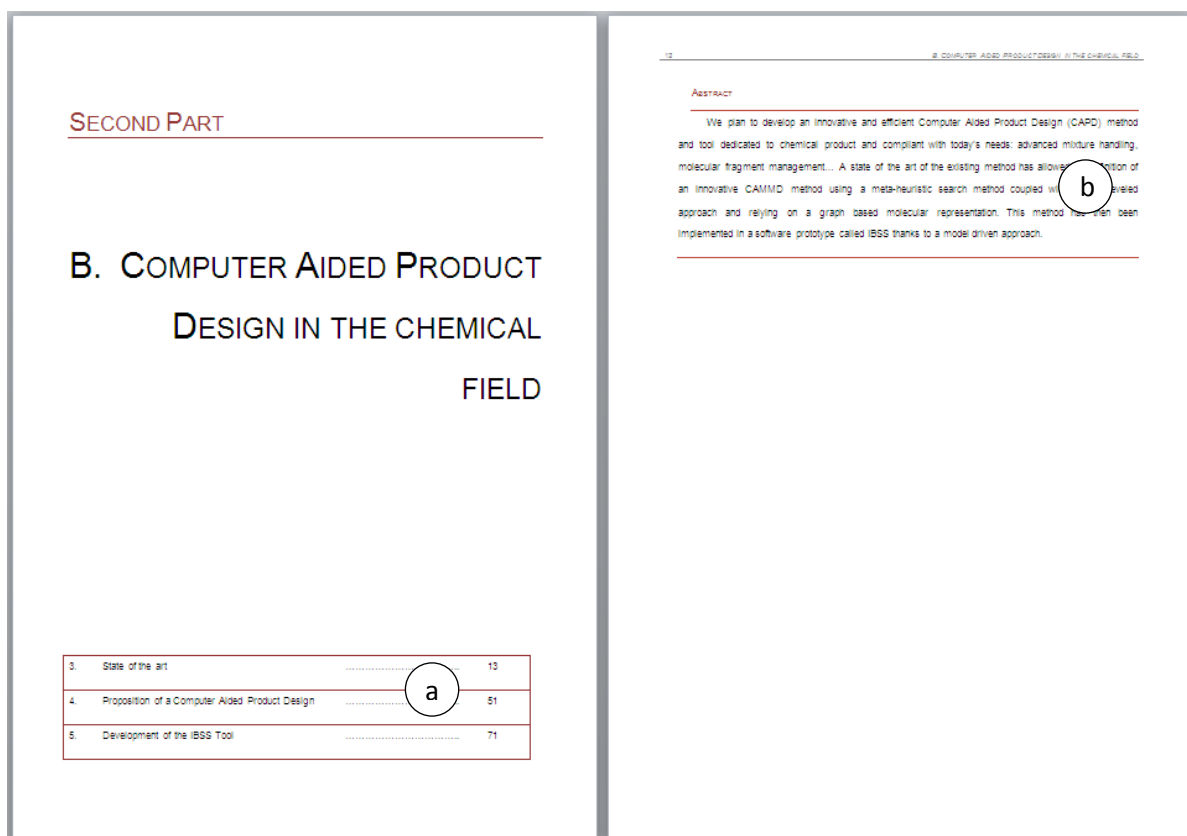 SECOND PART
B. COMPUTER AIDED PRODUCT
DESIGN IN THE CHEMICAL
FIELD
3. State of the art ................ 13
a
4. Proposition of a Computer Aided Product Design ................ 51
5. Development of the IBSS Tool ................ 71
B. COMPUTER AIDED PRODUCT DESIGN IN THE CHEMICAL FIELD
ABSTRACT
We plan to develop an innovative and efficient Computer Aided Product Design (CAPD) method
and tool dedicated to chemical product and compliant with today's needs: advanced mixture handling,
molecular fragment management... A state of the art of the existing method has of
b
an innovative CAMMD method using a meta-heuristic search method coupled
approach and relying on a graph based molecular representation. This method has then been
implemented in a software prototype called IBSS thanks to a model driven approach.